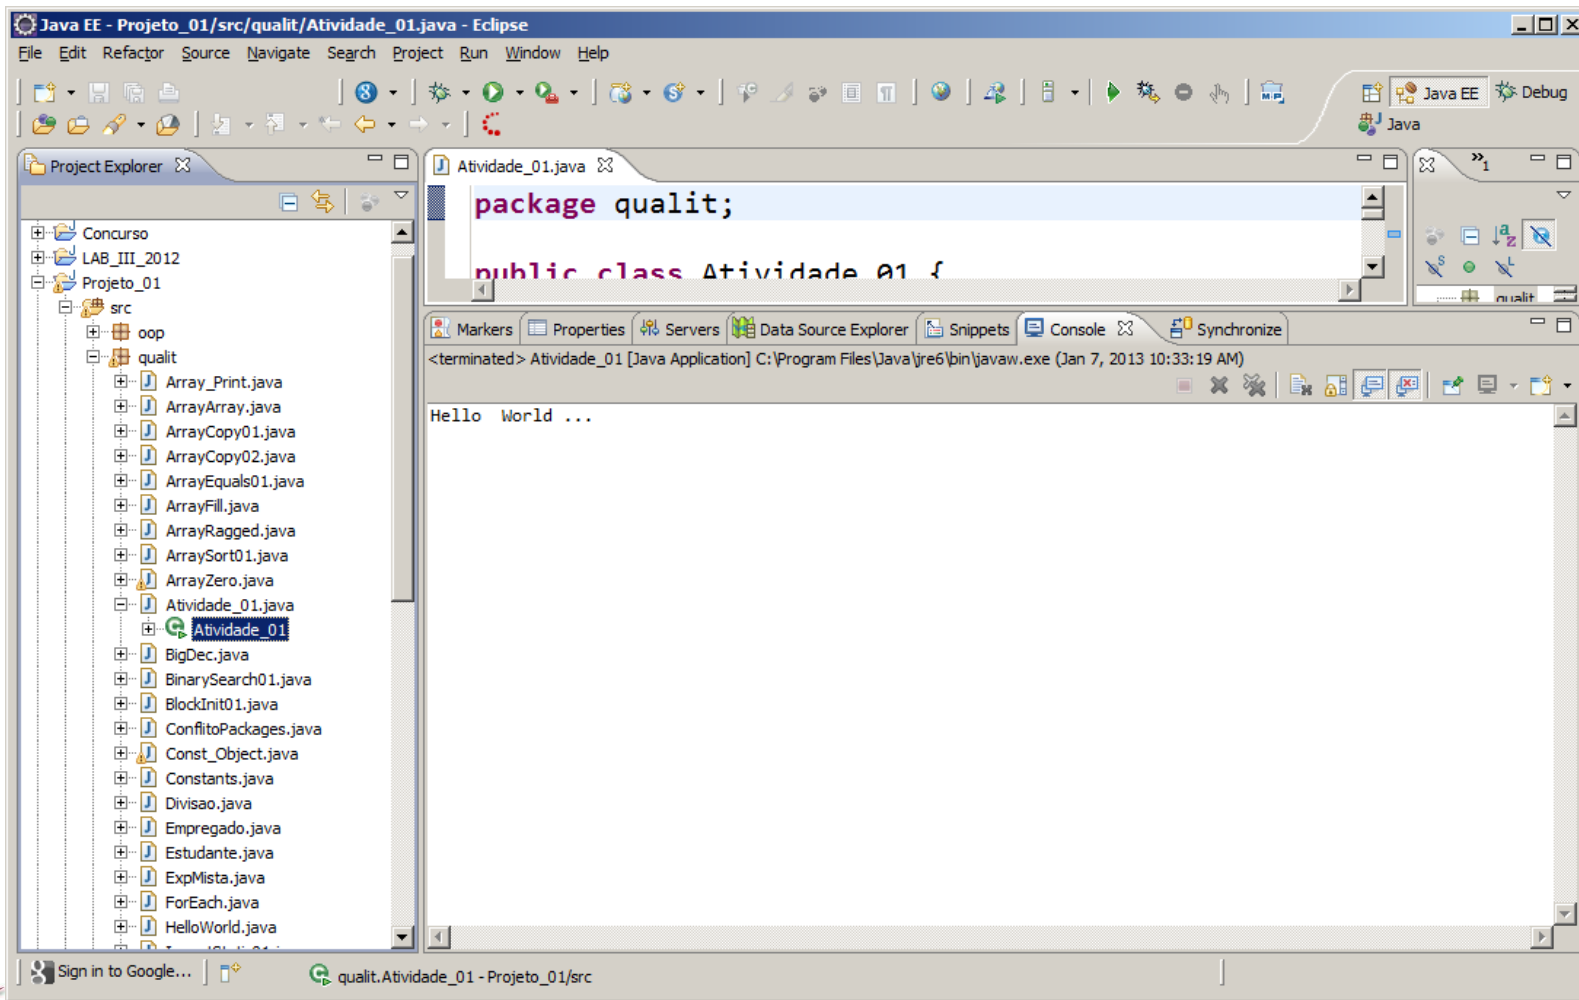 Java EE - Projeto_01/src/qualit/Atividade_01.java - Eclipse
File Edit Refactor Source Navigate Search Project Run Window Help
Java EE Debug
Java
Project Explorer
Concurso
LAB_III_2012
Projeto_01
src
oop
qualit
Array_Print.java
ArrayArray.java
ArrayCopy01.java
ArrayCopy02.java
ArrayEquals01.java
ArrayFill.java
ArrayRagged.java
ArraySort01.java
ArrayZero.java
Atividade_01.java
Atividade_01
BigDec.java
BinarySearch01.java
BlockInit01.java
ConflitoPackages.java
Const_Object.java
Constants.java
Divisao.java
Empregado.java
Estudante.java
ExpMista.java
ForEach.java
HelloWorld.java
Atividade_01.java
package qualit;
public class Atividade_01 {
»1
qualit
Markers Properties Servers Data Source Explorer Snippets Console Synchronize
<terminated> Atividade_01 [Java Application] C:\Program Files\Java\jre6\bin\javaw.exe (Jan 7, 2013 10:33:19 AM)
Hello  World ...
Sign in to Google...
qualit.Atividade_01 - Projeto_01/src